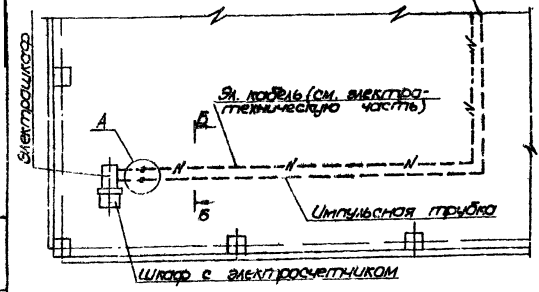 Электрошкаф
А
Эл. кабель (см. электро-
техническую часть)
Б
Б
N
N
N
N
N
Импульсная трубка
Шкаф с электросчетчиком